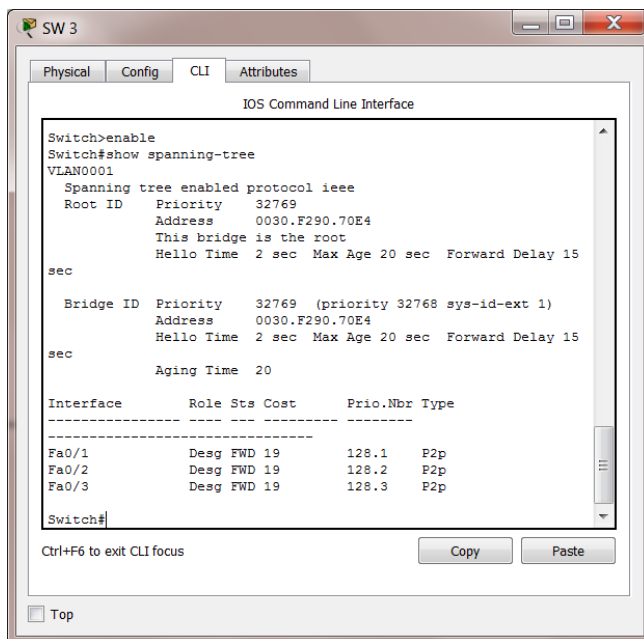 SW 3
Physical Config CLI Attributes
IOS Command Line Interface
Switch>enable
Switch#show spanning-tree
VLAN0001
  Spanning tree enabled protocol ieee
  Root ID    Priority    32769
             Address     0030.F290.70E4
             This bridge is the root
             Hello Time  2 sec  Max Age 20 sec  Forward Delay 15
sec
  Bridge ID  Priority    32769  (priority 32768 sys-id-ext 1)
             Address     0030.F290.70E4
             Hello Time  2 sec  Max Age 20 sec  Forward Delay 15
sec
             Aging Time  20
Interface        Role Sts Cost      Prio.Nbr Type
---------------- ---- --- --------- --------
--------------------------------
Fa0/1            Desg FWD 19        128.1    P2p
Fa0/2            Desg FWD 19        128.2    P2p
Fa0/3            Desg FWD 19        128.3    P2p
Switch#
Ctrl+F6 to exit CLI focus Copy Paste
Top